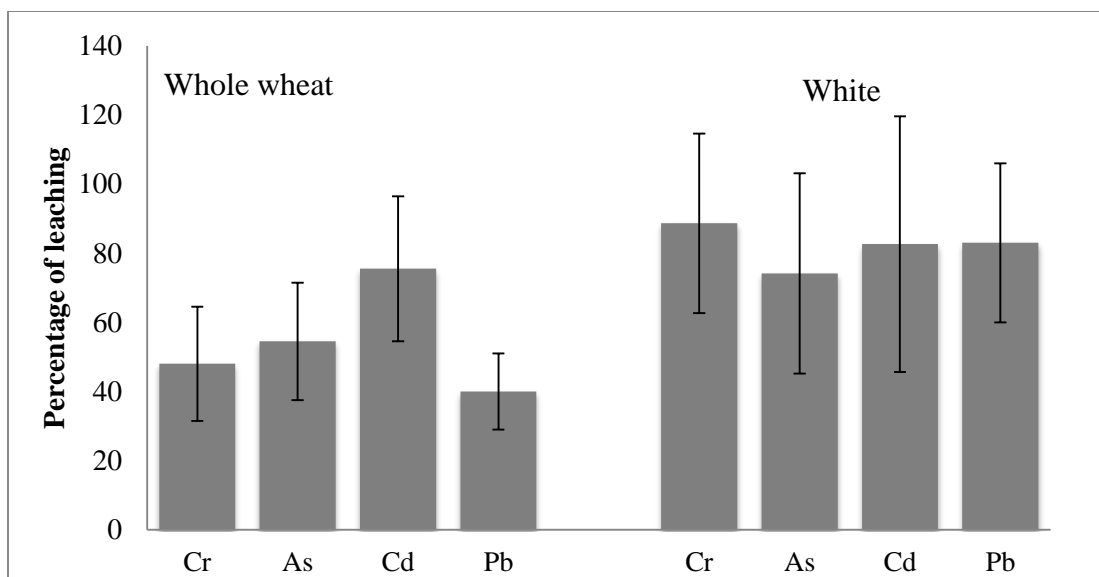 140
120
100
80
60
40
20
0
Percentage of leaching
Whole wheat
White
Cr As Cd Pb Cr As Cd Pb